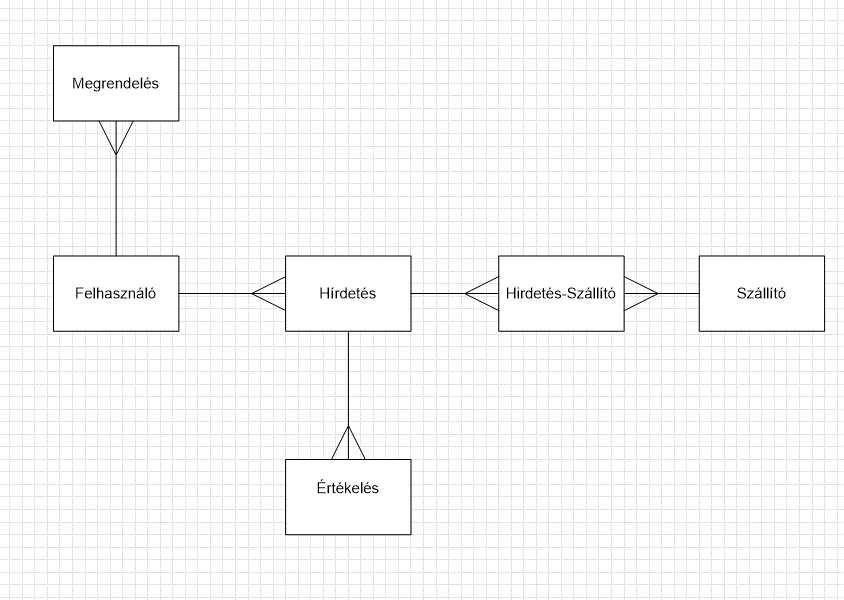 Megrendelés
Felhasználó
Hírdetés
Hirdetés-Szállító
Szállító
Értékelés